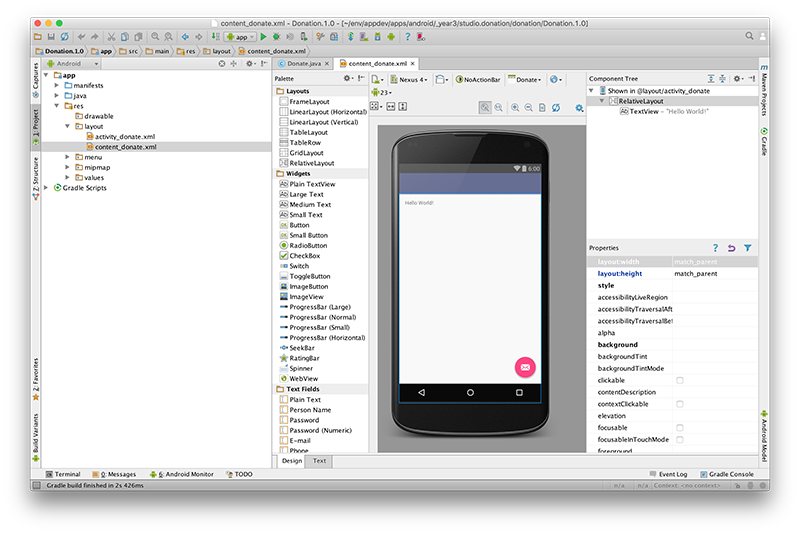 content_donate.xml - Donation.1.0] - [~/env/appdev/apps/android/_year3/studio.donation/donation/Donation.1.0]
app
Donation.1.0
app
src
main
res
layout
content_donate.xml
Android
Donate.java
content_donate.xml
Captures
1: Project
Z: Structure
2: Favorites
Build Variants
app
manifests
java
res
drawable
layout
activity_donate.xml
content_donate.xml
menu
mipmap
values
Gradle Scripts
Palette
Layouts
FrameLayout
LinearLayout (Horizontal)
LinearLayout (Vertical)
TableLayout
TableRow
GridLayout
RelativeLayout
Widgets
Plain TextView
Large Text
Medium Text
Small Text
Button
Small Button
RadioButton
CheckBox
Switch
ToggleButton
ImageButton
ImageView
ProgressBar (Large)
ProgressBar (Normal)
ProgressBar (Small)
ProgressBar (Horizontal)
SeekBar
RatingBar
Spinner
WebView
Text Fields
Plain Text
Person Name
Password
Password (Numeric)
E-mail
Phone
Design
Text
Nexus 4
NoActionBar
Donate
23
6:00
Hello World!
Component Tree
Shown in @layout/activity_donate
RelativeLayout
TextView - "Hello World!"
Properties
layout:width match_parent
layout:height match_parent
style
accessibilityLiveRegion
accessibilityTraversalAft
accessibilityTraversalBef
alpha
background
backgroundTint
backgroundTintMode
clickable
contentDescription
contextClickable
elevation
focusable
focusableInTouchMode
foreground
Maven Projects
Gradle
Android Model
Terminal
0: Messages
6: Android Monitor
TODO
Event Log
Gradle Console
Gradle build finished in 2s 426ms
n/a
n/a
Context: <no context>